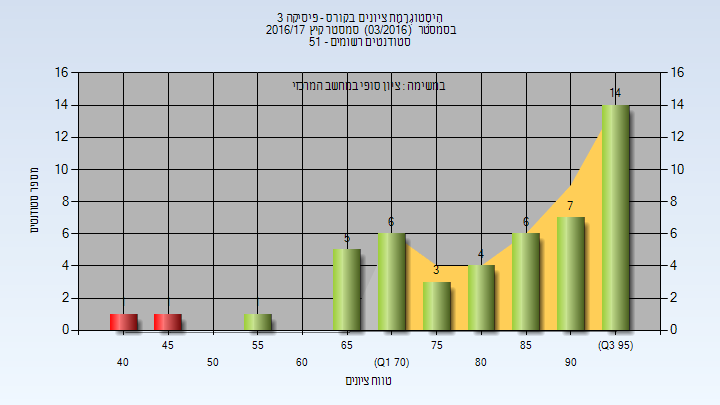 היסטוגרמת ציונים בקורס - פיסיקה 3
בסמסטר (03/2016) סמסטר קיץ 2016/17
סטודנטים רשומים - 51
במשימה : ציון סופי במחשב המרכזי
16 16
14 14 14
12 12
10 10
8 8
7
6 6 6 6
5
4 4 4
3
2 2
0 0
45 55 65 75 85 (Q3 95)
40 50 60 (Q1 70) 80 90
טווח ציונים
מספר סטודנטים